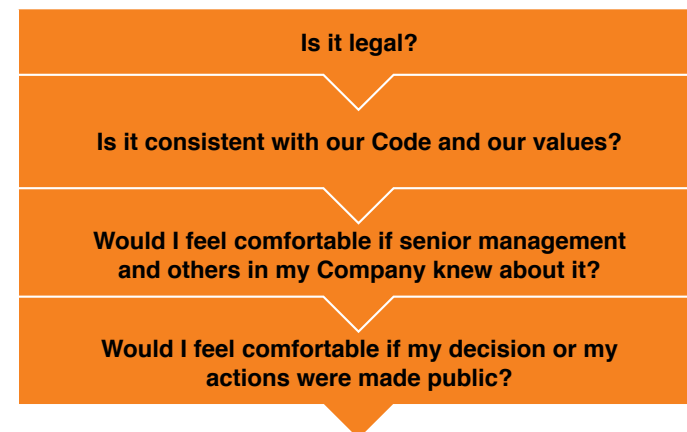 Is it legal?
Is it consistent with our Code and our values?
Would I feel comfortable if senior management
and others in my Company knew about it?
Would I feel comfortable if my decision or my
actions were made public?